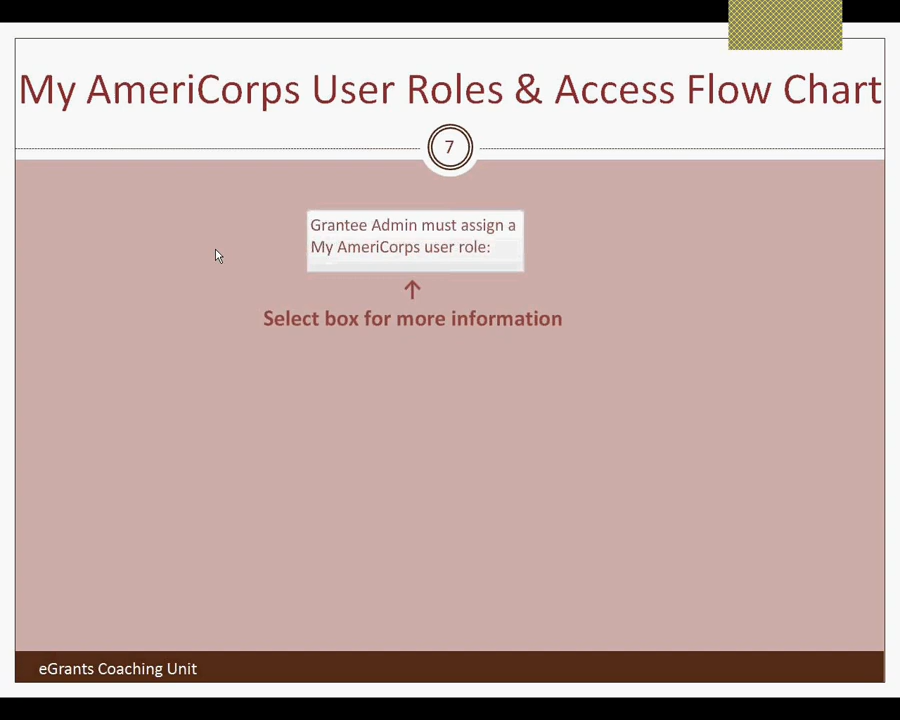 My AmeriCorps User Roles & Access Flow Chart
7
Grantee Admin must assign a
My AmeriCorps user role:
↑
Select box for more information
eGrants Coaching Unit